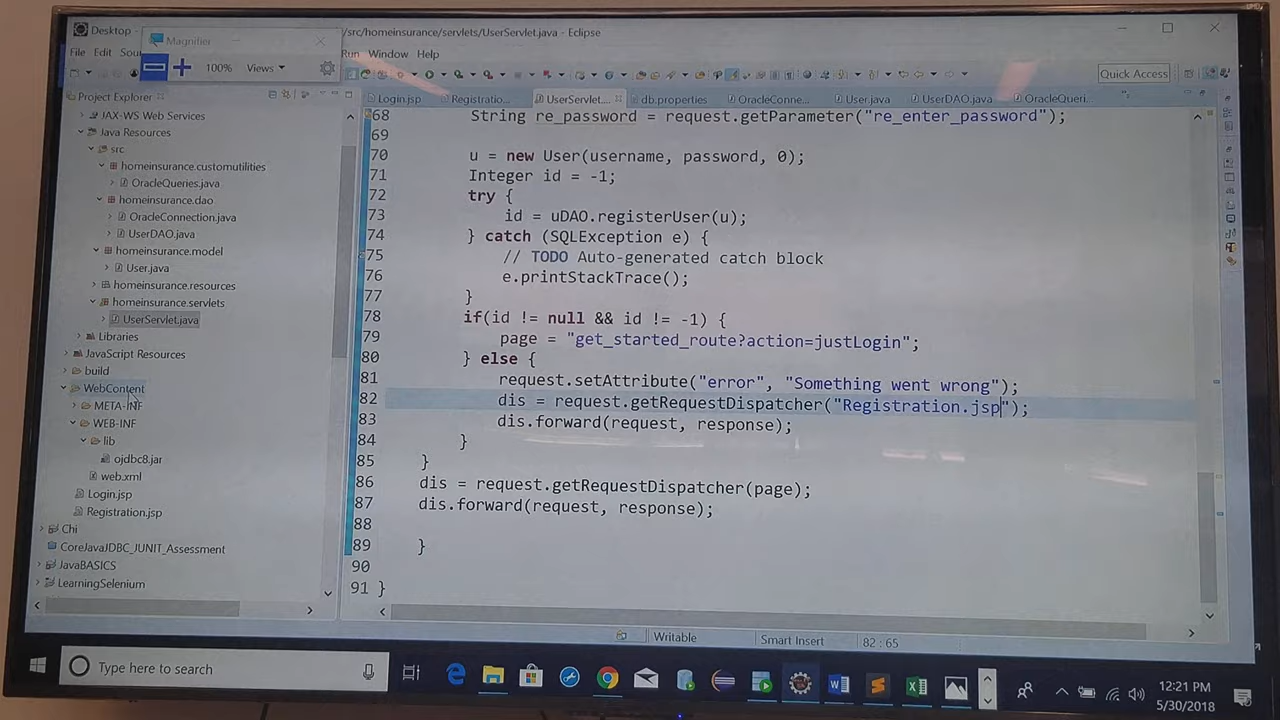 Desktop -
/src/homeinsurance/servlets/UserServlet.java - Eclipse
Magnifier
File Edit Sou
Run Window Help
100% Views
Quick Access
Project Explorer
Login.jsp Registratio... UserServlet.... db.properties OracleConne... User.java UserDAO.java OracleQueri...
JAX-WS Web Services
Java Resources
src
homeinsurance.customutilities
OracleQueries.java
homeinsurance.dao
OracleConnection.java
UserDAO.java
homeinsurance.model
User.java
homeinsurance.resources
homeinsurance.servlets
UserServlet.java
Libraries
JavaScript Resources
build
WebContent
META-INF
WEB-INF
lib
ojdbc8.jar
web.xml
Login.jsp
Registration.jsp
Chi
CoreJavaJDBC_JUNIT_Assessment
JavaBASICS
LearningSelenium
68 String re_password = request.getParameter("re_enter_password");
69
70 u = new User(username, password, 0);
71 Integer id = -1;
72 try {
73 id = uDAO.registerUser(u);
74 } catch (SQLException e) {
75 // TODO Auto-generated catch block
76 e.printStackTrace();
77 }
78 if(id != null && id != -1) {
79 page = "get_started_route?action=justLogin";
80 } else {
81 request.setAttribute("error", "Something went wrong");
82 dis = request.getRequestDispatcher("Registration.jsp");
83 dis.forward(request, response);
84 }
85 }
86 dis = request.getRequestDispatcher(page);
87 dis.forward(request, response);
88
89 }
90
91 }
Writable Smart Insert 82 : 65
Type here to search
12:21 PM
5/30/2018